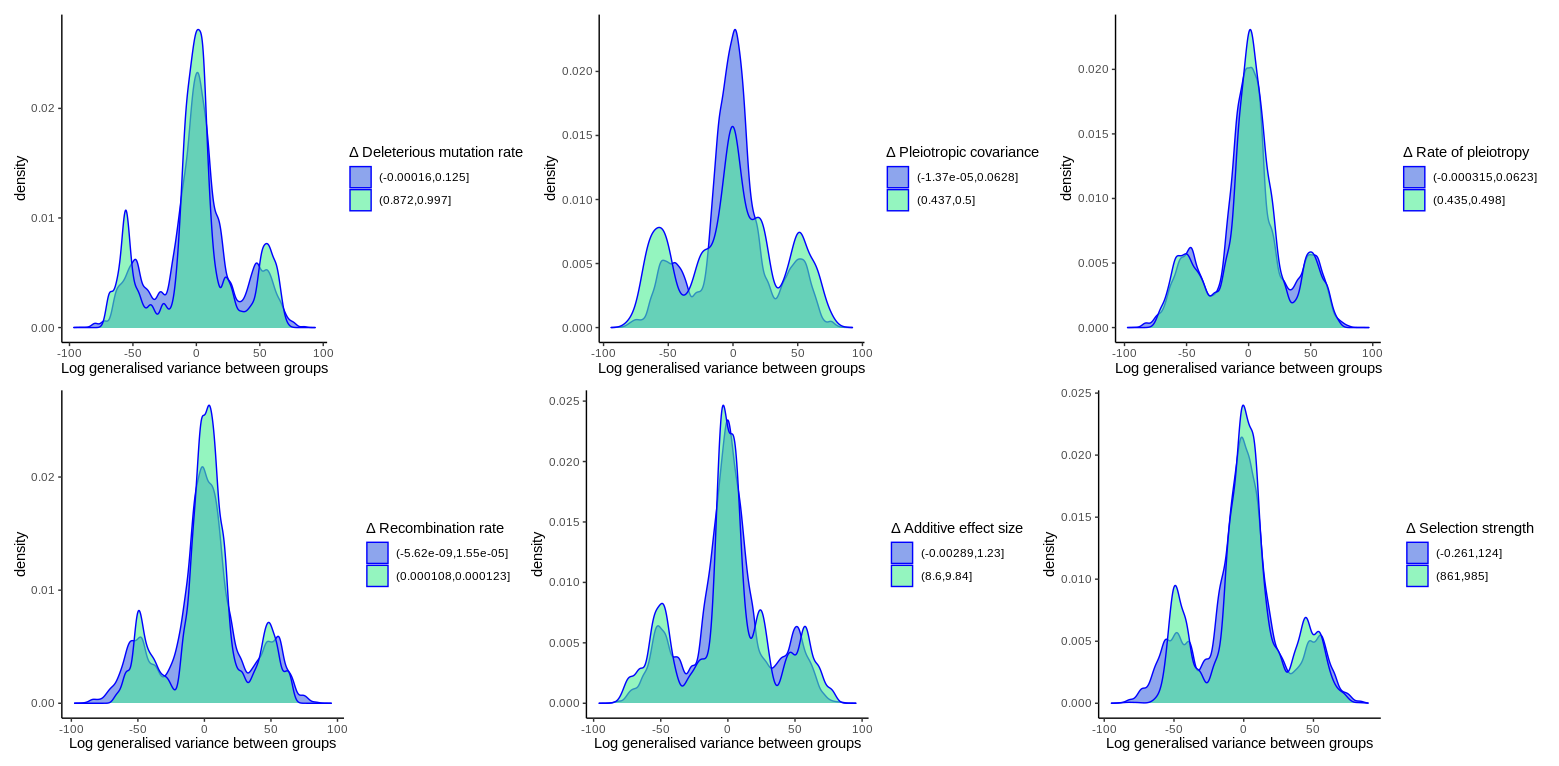 density
0.02
0.01
0.00
-100 -50 0 50 100
Log generalised variance between groups
Δ Deleterious mutation rate
(-0.00016,0.125]
(0.872,0.997]
density
0.020
0.015
0.010
0.005
0.000
-100 -50 0 50 100
Log generalised variance between groups
Δ Pleiotropic covariance
(-1.37e-05,0.0628]
(0.437,0.5]
density
0.020
0.015
0.010
0.005
0.000
-100 -50 0 50 100
Log generalised variance between groups
Δ Rate of pleiotropy
(-0.000315,0.0623]
(0.435,0.498]
density
0.02
0.01
0.00
-100 -50 0 50 100
Log generalised variance between groups
Δ Recombination rate
(-5.62e-09,1.55e-05]
(0.000108,0.000123]
density
0.025
0.020
0.015
0.010
0.005
0.000
-100 -50 0 50 100
Log generalised variance between groups
Δ Additive effect size
(-0.00289,1.23]
(8.6,9.84]
density
0.025
0.020
0.015
0.010
0.005
0.000
-100 -50 0 50
Log generalised variance between groups
Δ Selection strength
(-0.261,124]
(861,985]